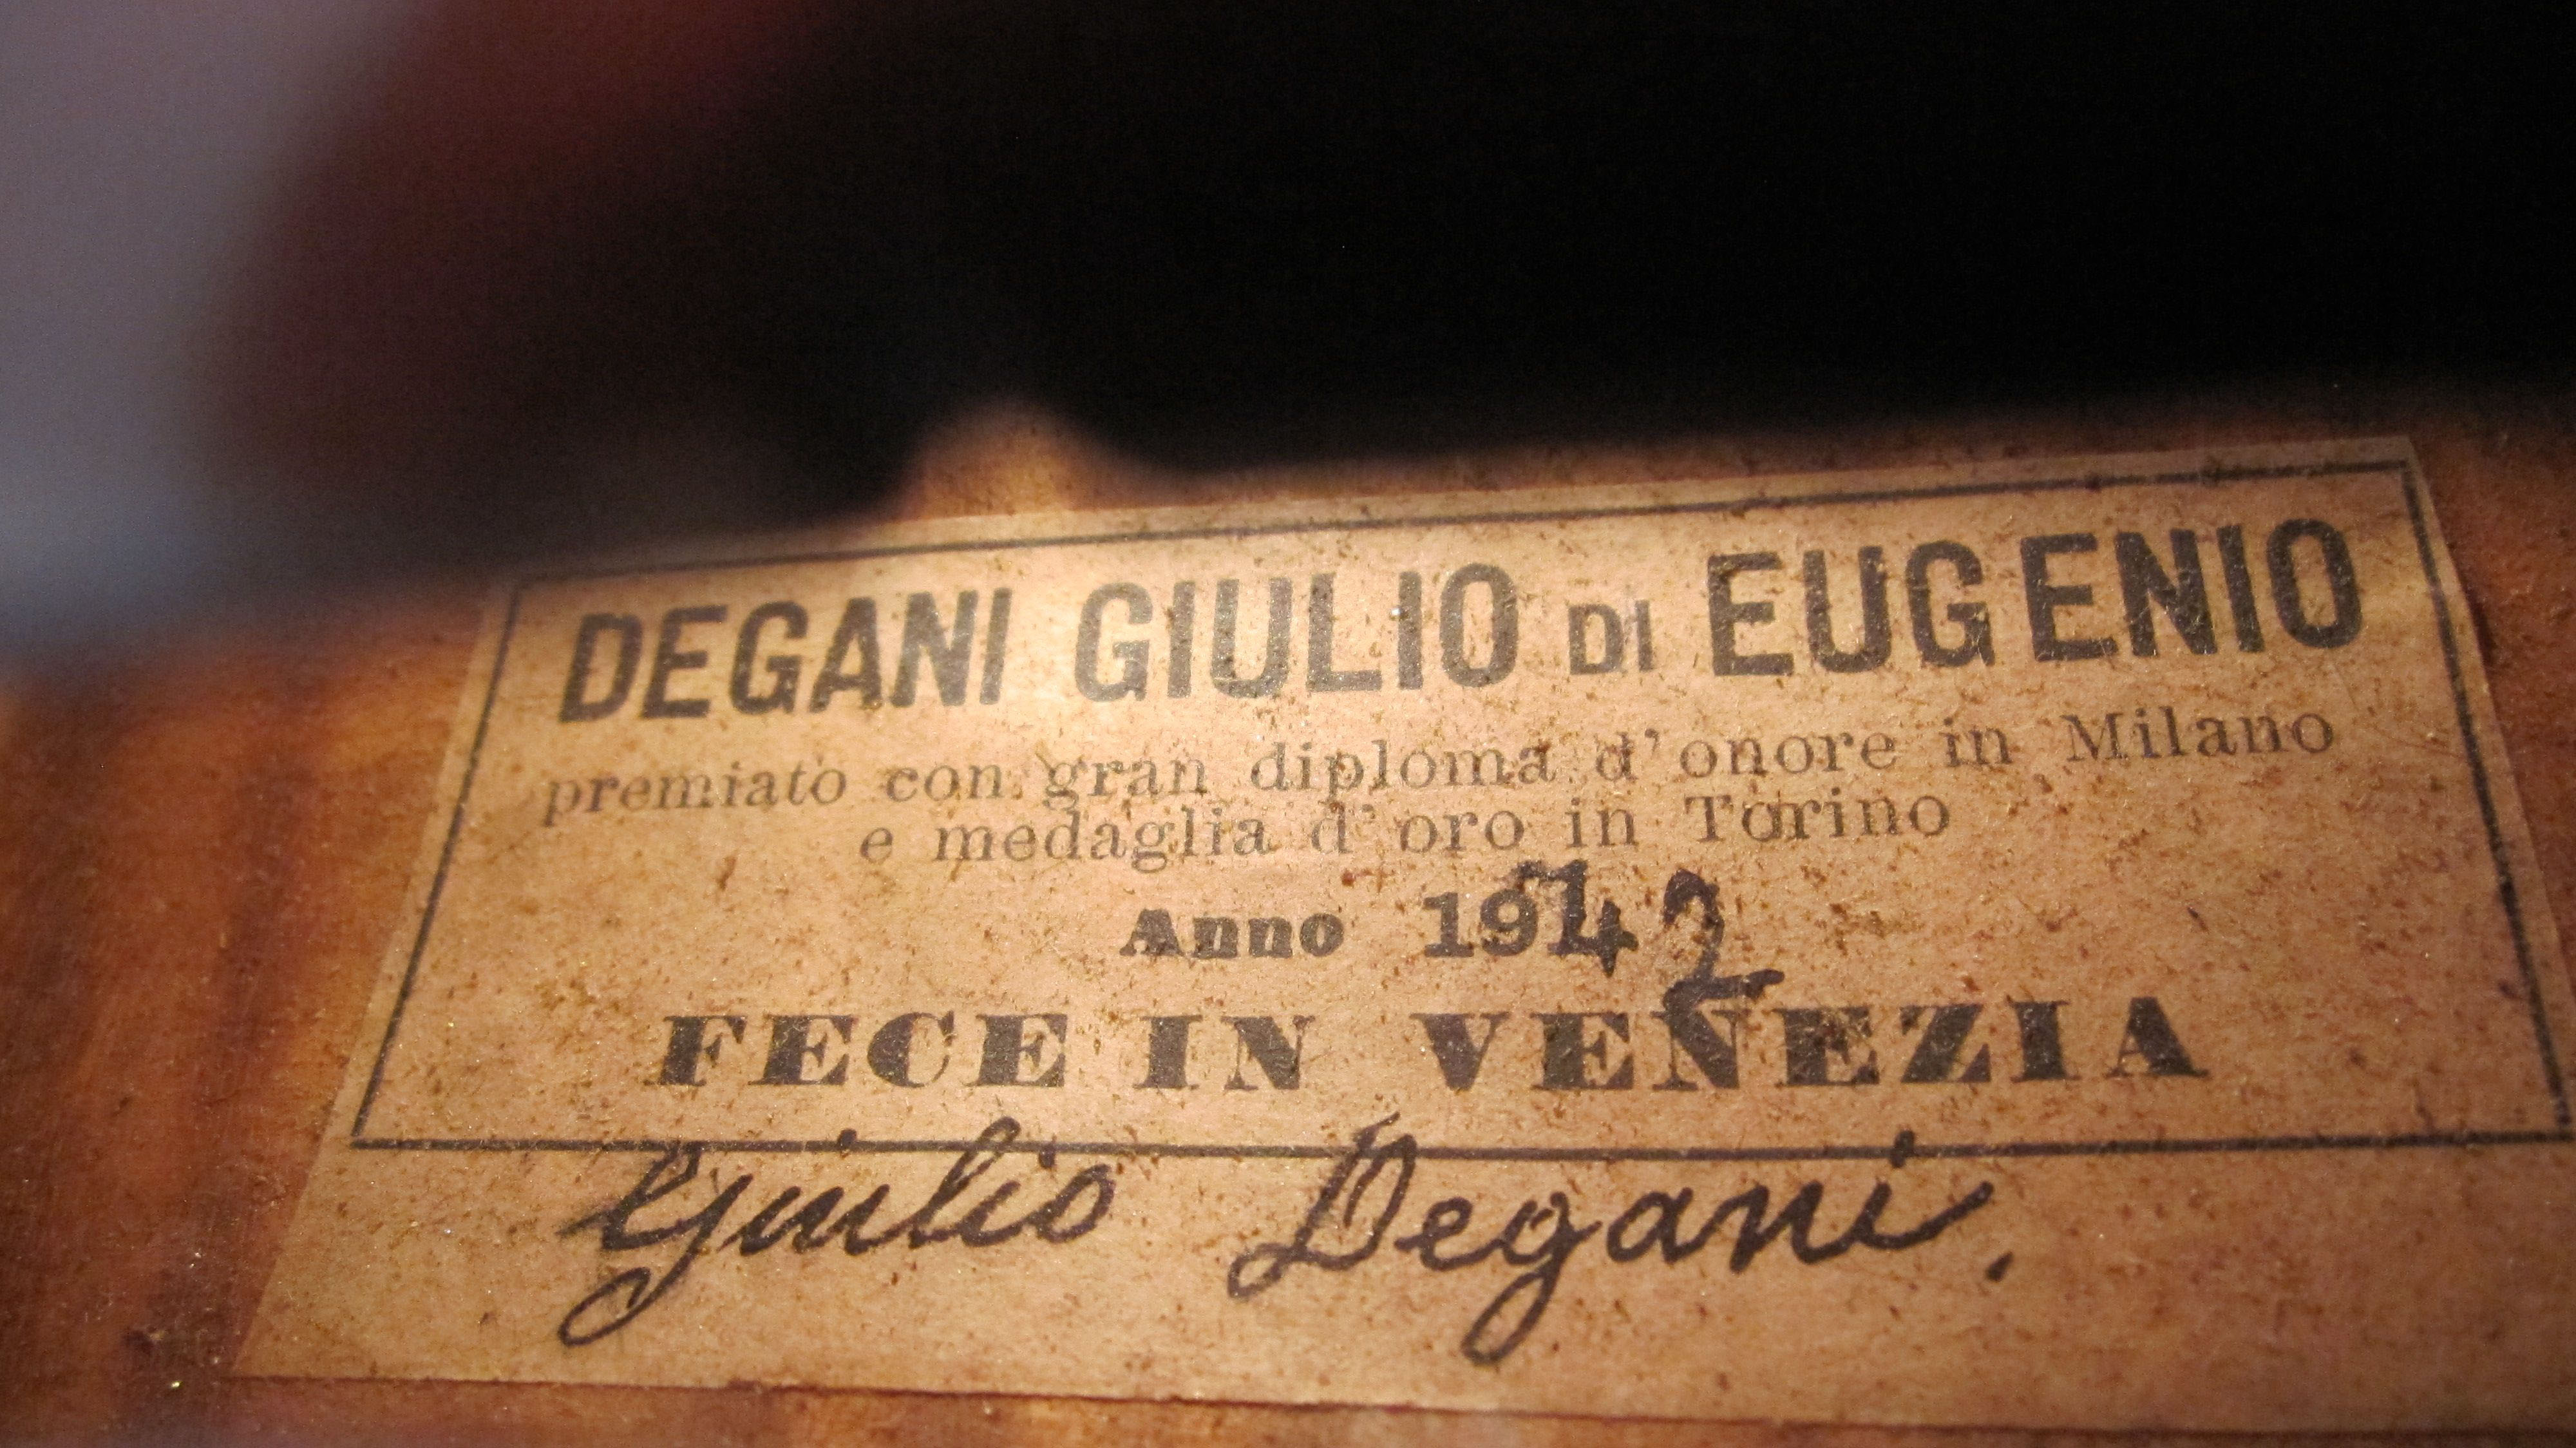 DEGANI GIULIO DI EUGENIO
premiato con gran diploma d'onore in Milano
e medaglia d'oro in Torino
Anno 1942
FECE IN VENEZIA
Giulio Degani.